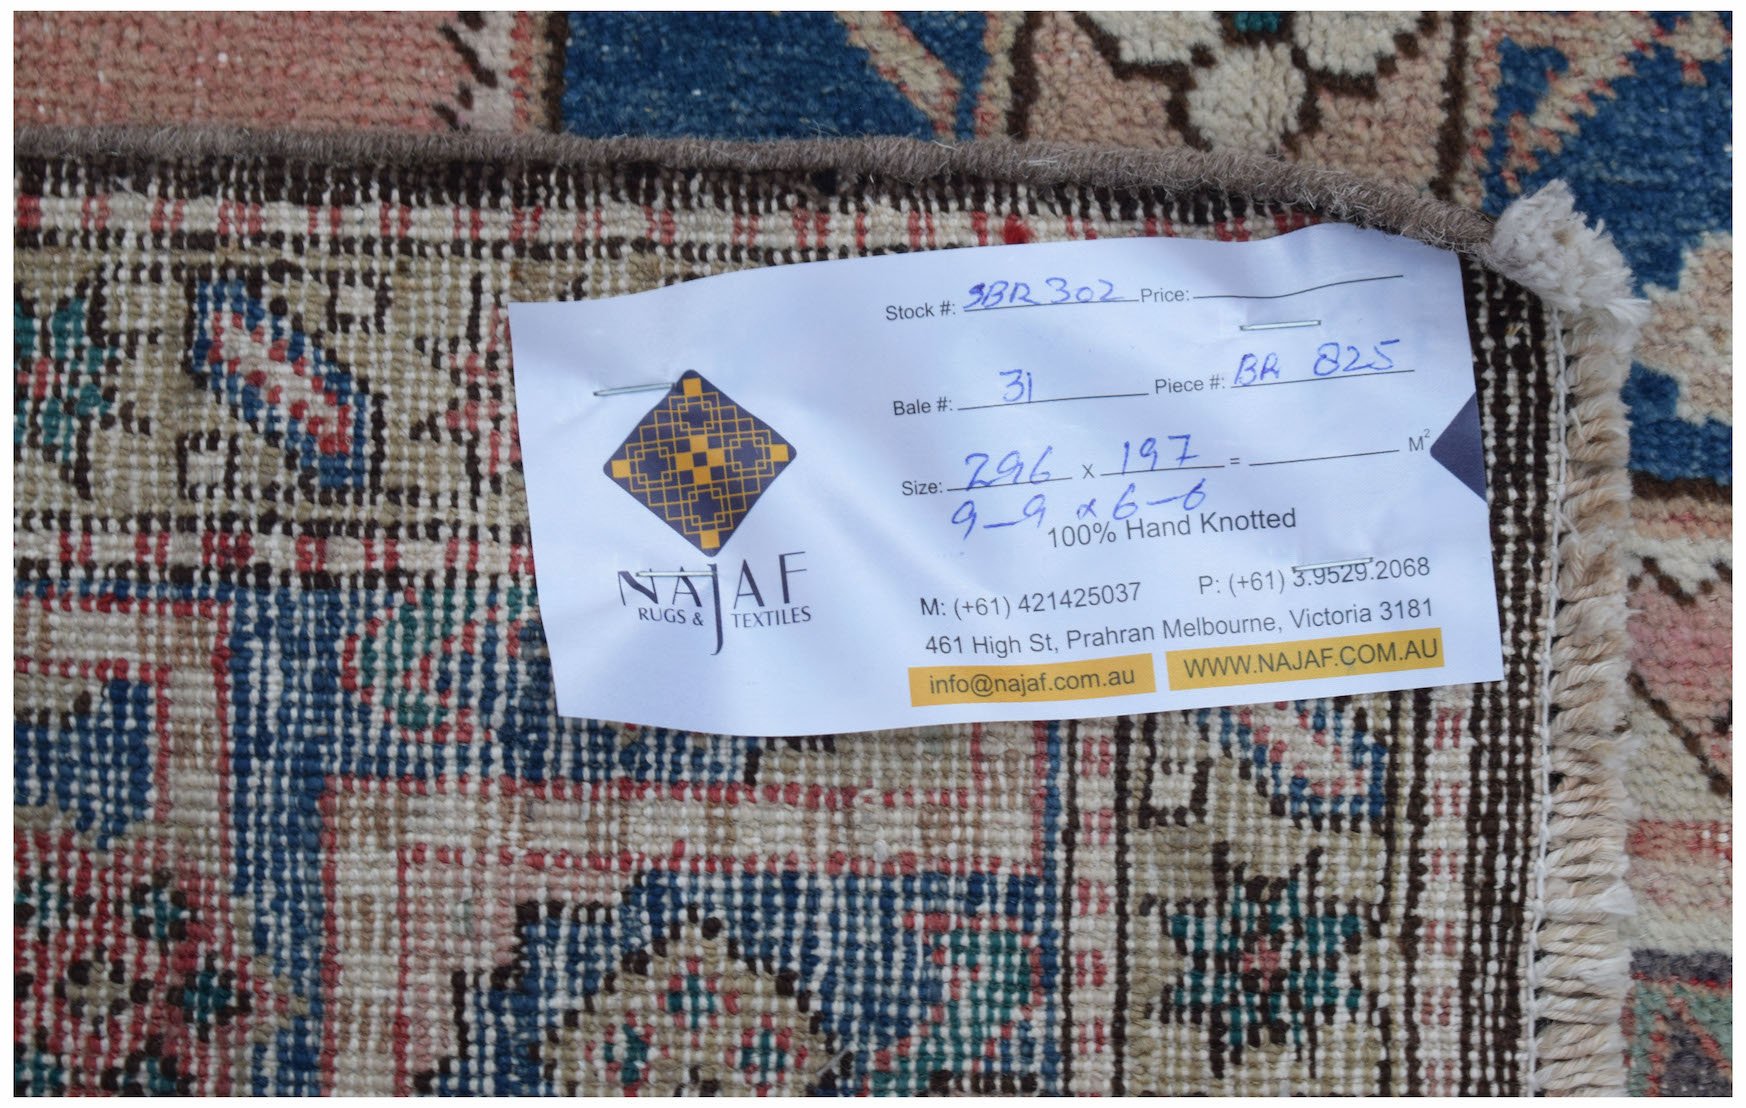 NAJAF
RUGS & TEXTILES
Stock #: SBR 302 Price:
Bale #: 31 Piece #: BR 825
Size: 296 x 197 = M²
9-9 x 6-6
100% Hand Knotted
M: (+61) 421425037 P: (+61) 3.9529.2068
461 High St, Prahran Melbourne, Victoria 3181
info@najaf.com.au WWW.NAJAF.COM.AU